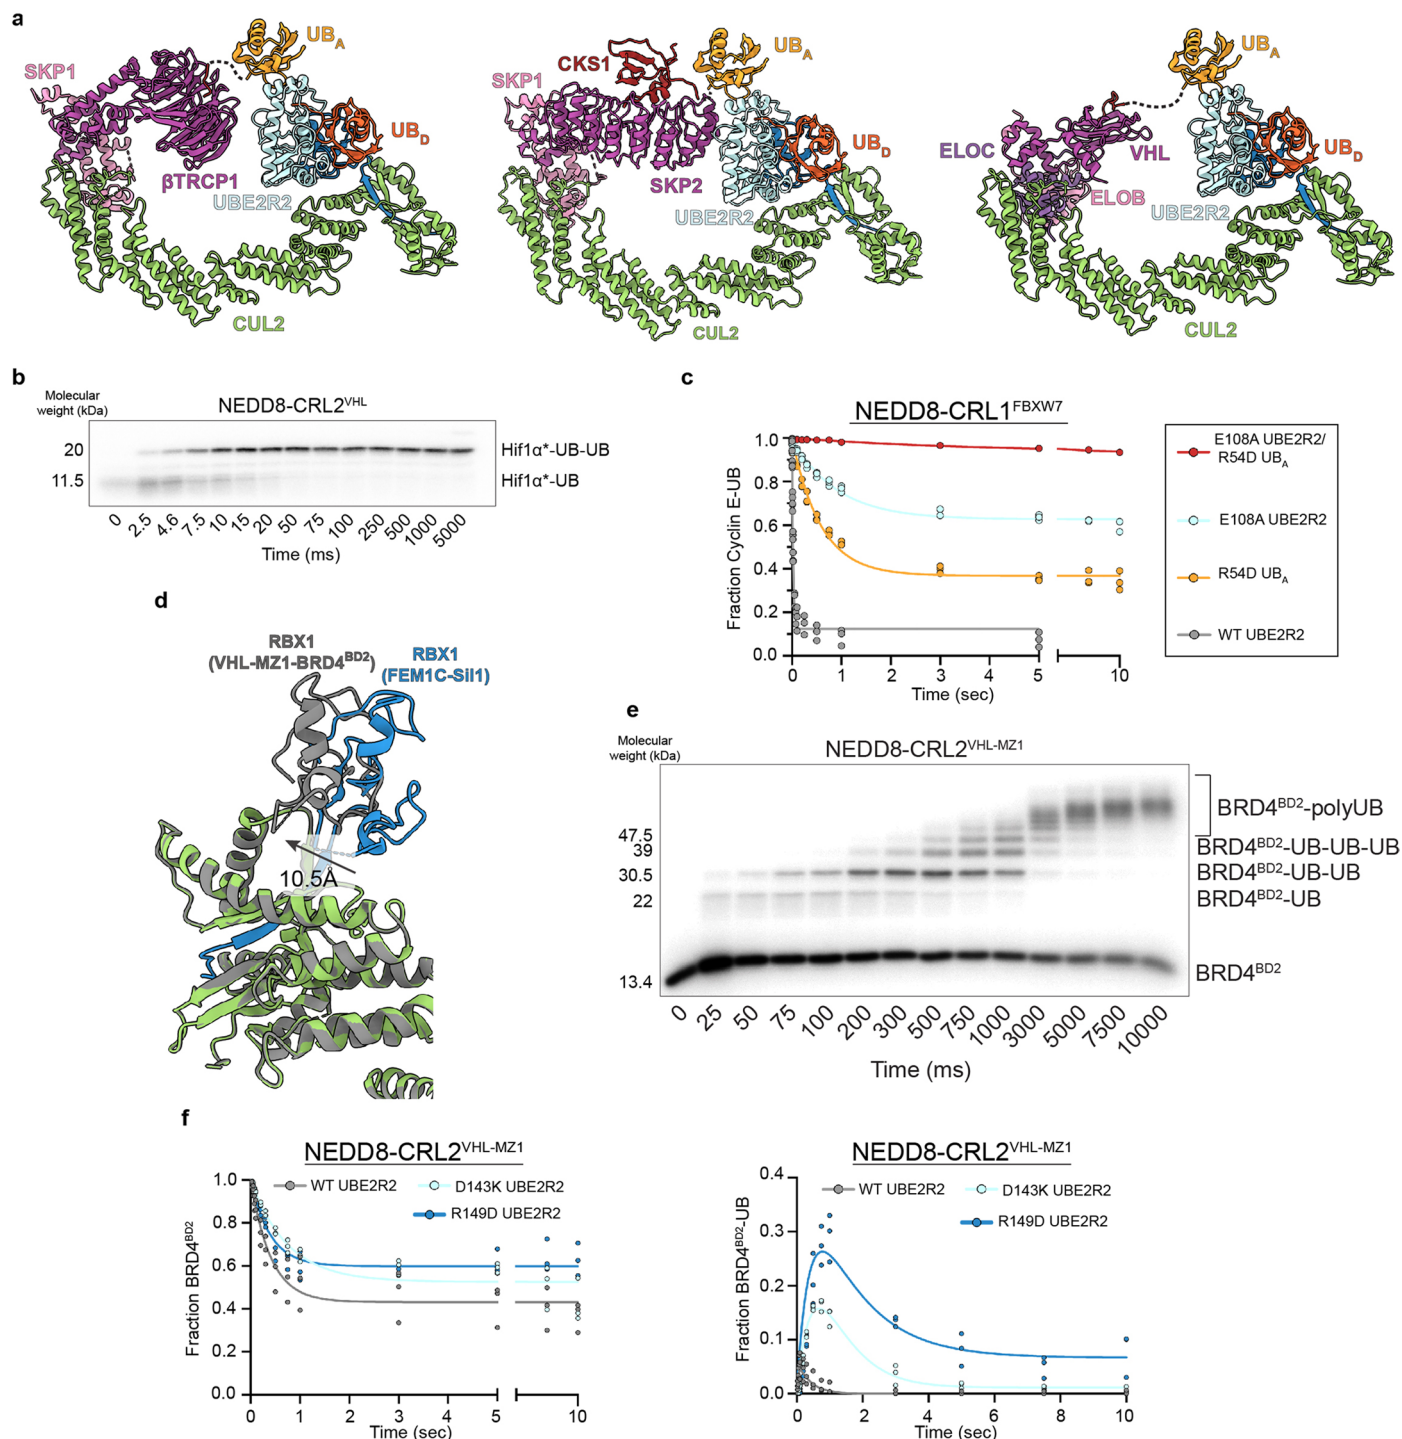 a
SKP1
UBA
βTRCP1
UBE2R2
UBD
CUL2
SKP1
CKS1
UBA
UBD
SKP2
UBE2R2
CUL2
UBA
ELOC
VHL
UBD
ELOB
UBE2R2
CUL2
b
Molecular
weight (kDa)
NEDD8-CRL2VHL
20
Hif1α*-UB-UB
11.5
Hif1α*-UB
0 2.5 4.6 7.5 10 15 20 50 75 100 250 500 1000 5000
Time (ms)
c
NEDD8-CRL1FBXW7
Fraction Cyclin E-UB
1.0
0.8
0.6
0.4
0.2
0.0
0 1 2 3 4 5 10
Time (sec)
E108A UBE2R2/
R54D UBA
E108A UBE2R2
R54D UBA
WT UBE2R2
d
RBX1
(VHL-MZ1-BRD4BD2)
RBX1
(FEM1C-Sil1)
10.5Å
e
Molecular
weight (kDa)
NEDD8-CRL2VHL-MZ1
BRD4BD2-polyUB
47.5
39
BRD4BD2-UB-UB-UB
30.5
BRD4BD2-UB-UB
22
BRD4BD2-UB
13.4
BRD4BD2
0 25 50 75 100 200 300 500 750 1000 3000 5000 7500 10000
Time (ms)
f
NEDD8-CRL2VHL-MZ1
WT UBE2R2
D143K UBE2R2
R149D UBE2R2
Fraction BRD4BD2
1.0
0.8
0.6
0.4
0.2
0.0
0 1 2 3 4 5 10
Time (sec)
NEDD8-CRL2VHL-MZ1
WT UBE2R2
D143K UBE2R2
R149D UBE2R2
Fraction BRD4BD2-UB
0.4
0.3
0.2
0.1
0.0
0 2 4 6 8 10
Time (sec)